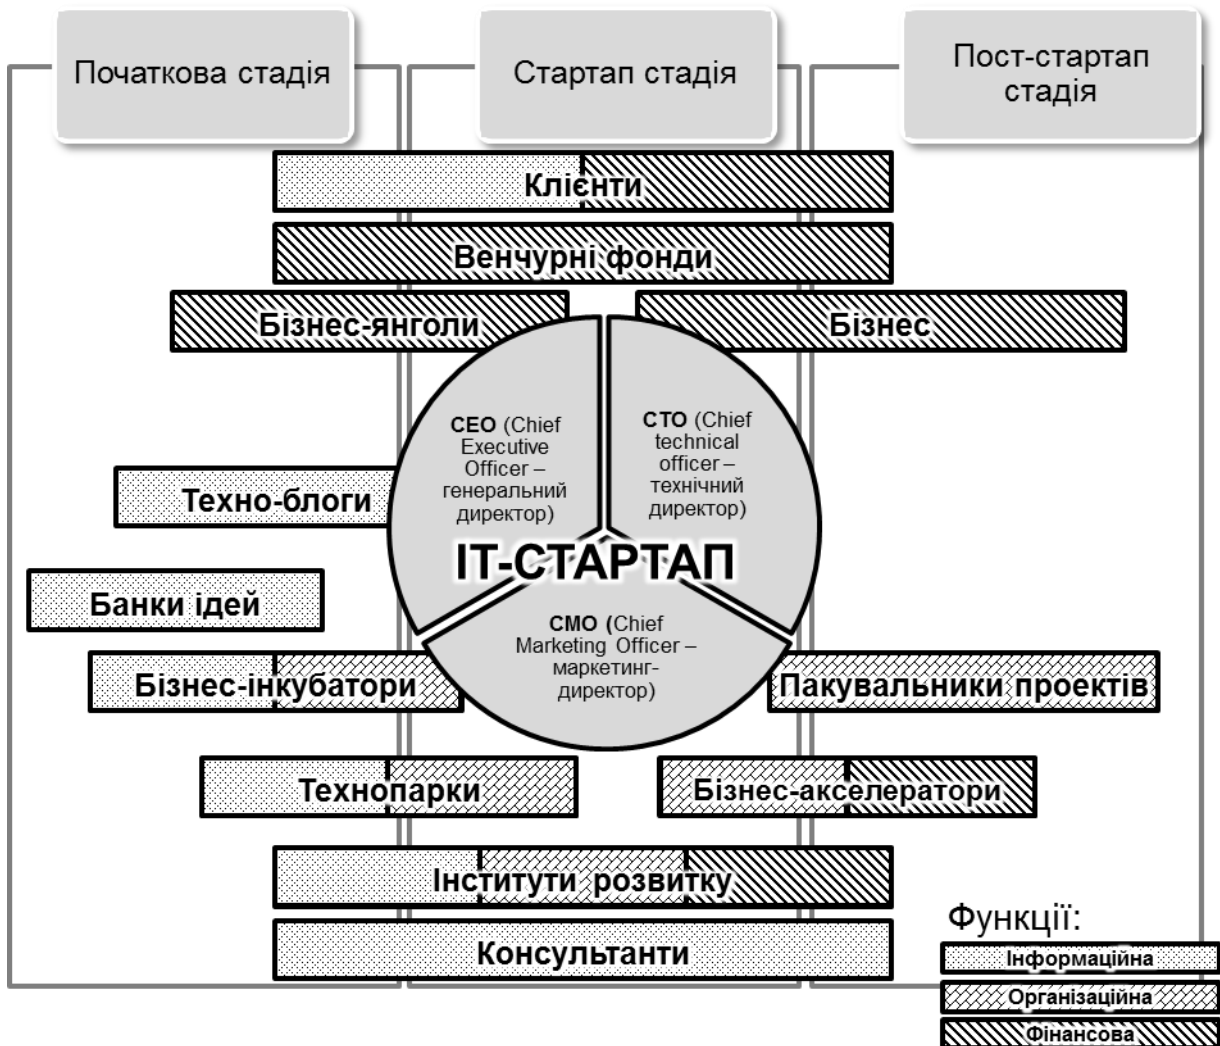 Початкова стадія
Стартап стадія
Пост-стартап
стадія
Клієнти
Венчурні фонди
Бізнес-янголи
Бізнес
CEO (Chief
Executive
Officer –
генеральний
директор)
CTO (Chief
technical
officer –
технічний
директор)
Техно-блоги
ІТ-СТАРТАП
Банки ідей
CMO (Chief
Marketing Officer –
маркетинг-
директор)
Бізнес-інкубатори
Пакувальники проектів
Технопарки
Бізнес-акселератори
Інститути розвитку
Консультанти
Функції:
Інформаційна
Організаційна
Фінансова